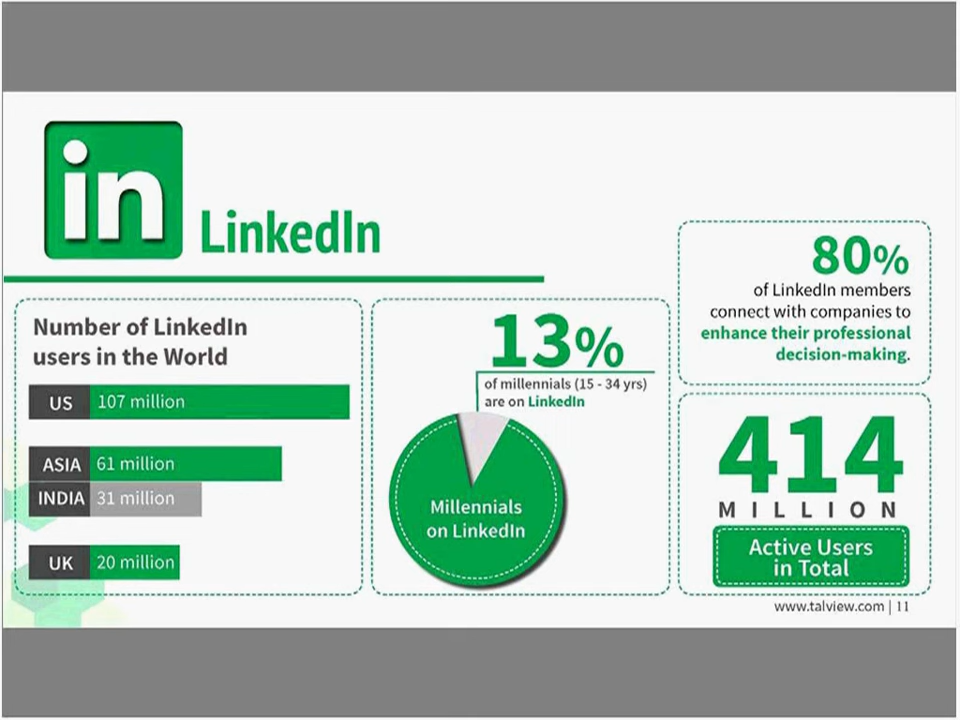 in
LinkedIn
Number of LinkedIn
users in the World
US 107 million
ASIA 61 million
INDIA 31 million
UK 20 million
13%
of millennials (15 - 34 yrs)
are on LinkedIn
Millennials
on LinkedIn
80%
of LinkedIn members
connect with companies to
enhance their professional
decision-making.
414
MILLION
Active Users
in Total
www.talview.com | 11